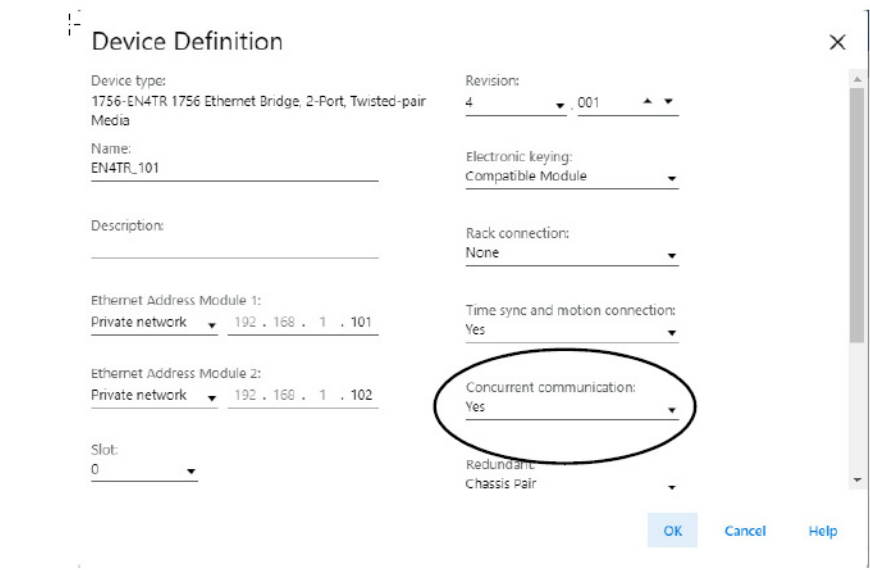 Device Definition
Device type:
1756-EN4TR 1756 Ethernet Bridge, 2-Port, Twisted-pair
Media
Name:
EN4TR_101
Description:
Ethernet Address Module 1:
Private network 192 . 168 . 1 . 101
Ethernet Address Module 2:
Private network 192 . 168 . 1 . 102
Slot:
0
Revision:
4 . 001
Electronic keying:
Compatible Module
Rack connection:
None
Time sync and motion connection:
Yes
Concurrent communication:
Yes
Redundant:
Chassis Pair
OK Cancel Help